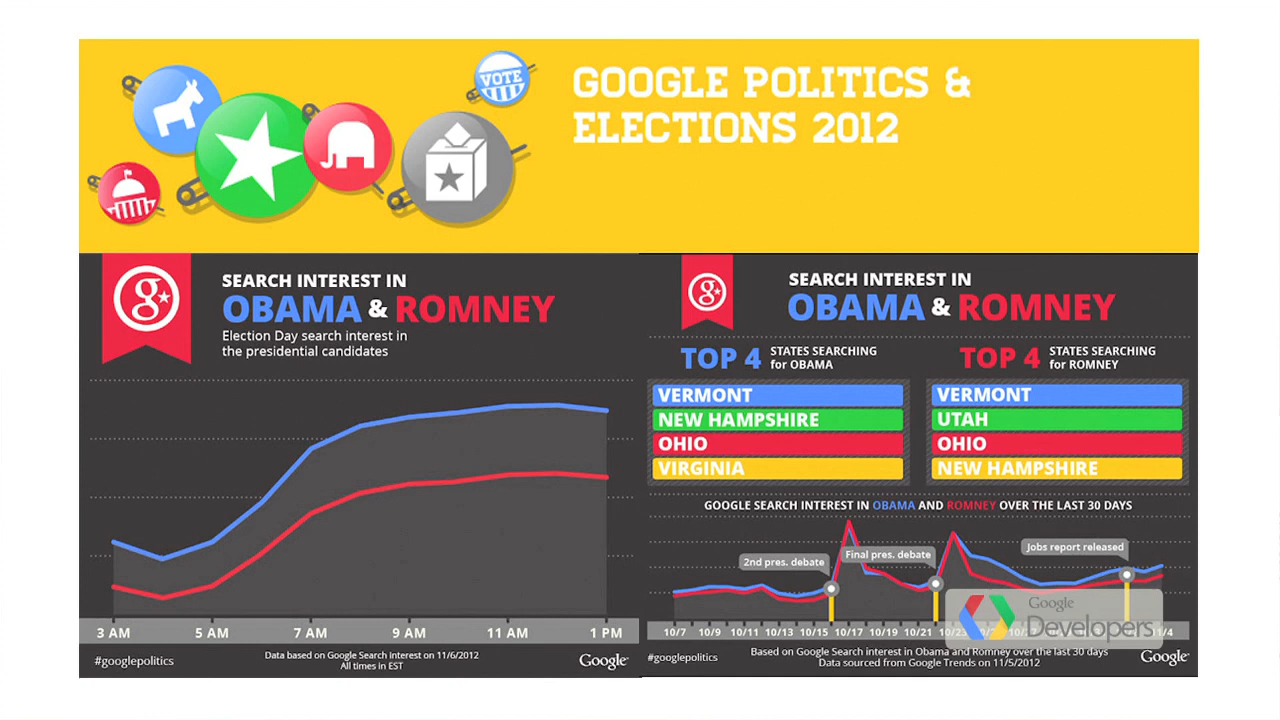 VOTE
GOOGLE POLITICS &
ELECTIONS 2012
g
SEARCH INTEREST IN
OBAMA & ROMNEY
Election Day search interest in
the presidential candidates
3 AM 5 AM 7 AM 9 AM 11 AM 1 PM
#googlepolitics
Data based on Google Search Interest on 11/6/2012
All times in EST
Google
g
SEARCH INTEREST IN
OBAMA & ROMNEY
TOP 4 STATES SEARCHING
for OBAMA
VERMONT
NEW HAMPSHIRE
OHIO
VIRGINIA
TOP 4 STATES SEARCHING
for ROMNEY
VERMONT
UTAH
OHIO
NEW HAMPSHIRE
GOOGLE SEARCH INTEREST IN OBAMA AND ROMNEY OVER THE LAST 30 DAYS
2nd pres. debate
Final pres. debate
Jobs report released
10/7 10/9 10/11 10/13 10/15 10/17 10/19 10/21 10/23
Google
Developers
#googlepolitics
Based on Google Search interest in Obama and Romney over the last 30 days
Data sourced from Google Trends on 11/5/2012
Google